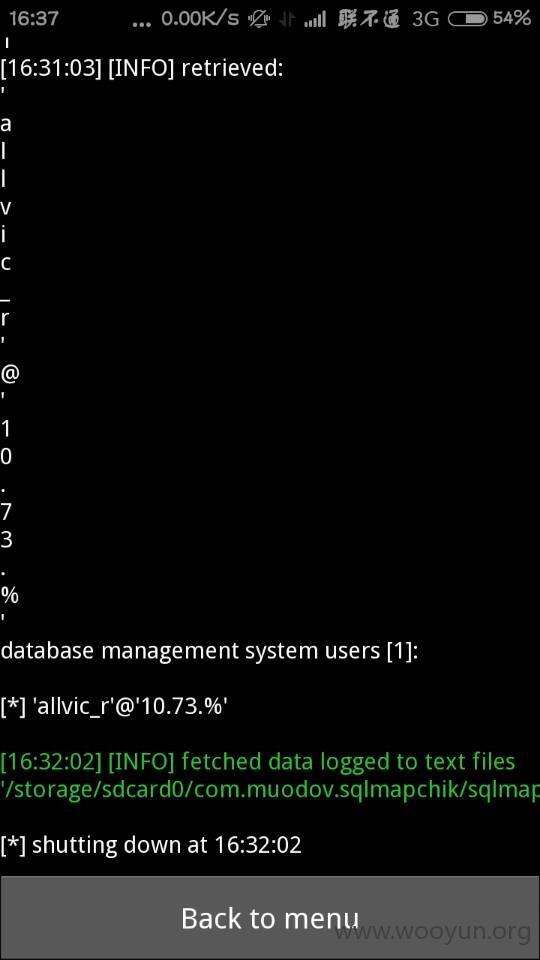 16:37 ... 0.00K/s 联不通 3G 54%
[16:31:03] [INFO] retrieved:
'
a
l
l
v
i
c
_
r
'
@
'
1
0
.
7
3
.
%
'
database management system users [1]:
[*] 'allvic_r'@'10.73.%'
[16:32:02] [INFO] fetched data logged to text files
'/storage/sdcard0/com.muodov.sqlmapchik/sqlmap
[*] shutting down at 16:32:02
Back to menu
www.wooyun.org